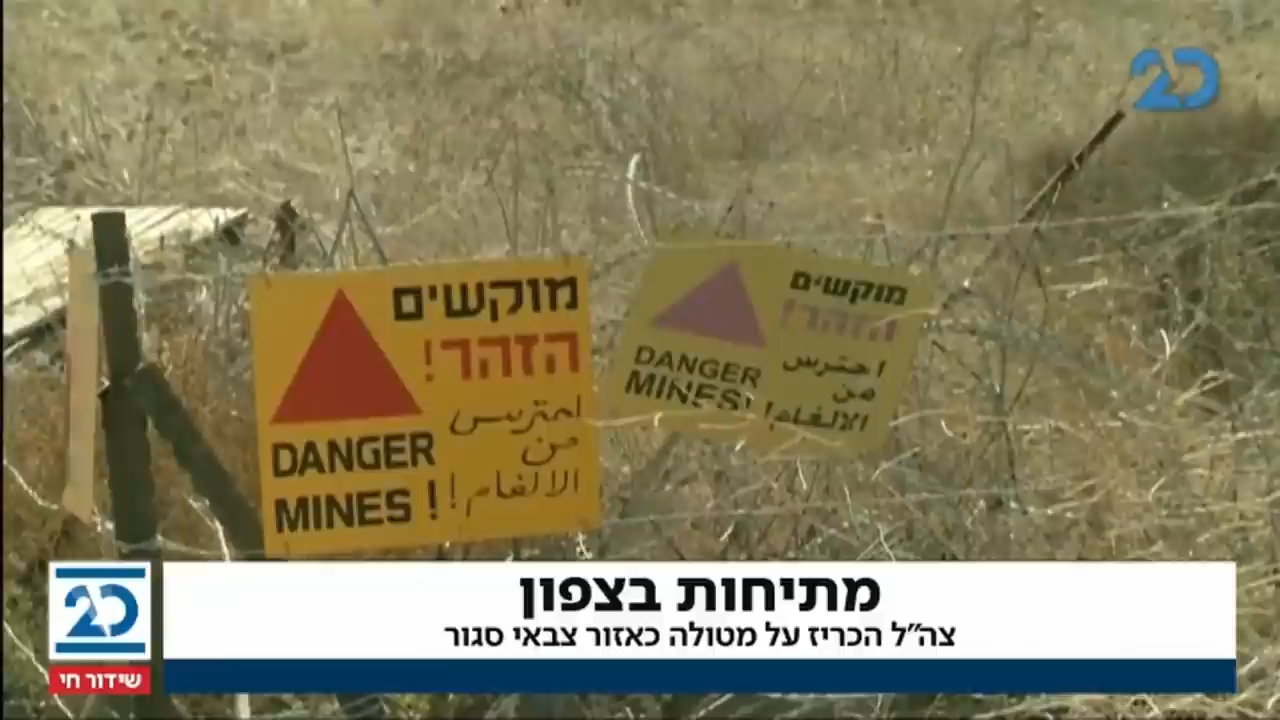 20
מוקשים
הזהר!
احترس
من
الالغام!
DANGER
MINES!
מוקשים
הזהר!
احترس
من
الالغام!
DANGER
MINES!
מתיחות בצפון
צה"ל הכריז על מטולה כאזור צבאי סגור
20
שידור חי